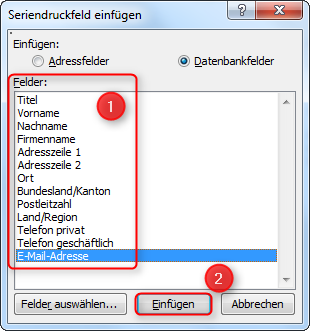 Seriendruckfeld einfügen
Einfügen:
Adressfelder
Datenbankfelder
Felder:
1
Titel
Vorname
Nachname
Firmenname
Adresszeile 1
Adresszeile 2
Ort
Bundesland/Kanton
Postleitzahl
Land/Region
Telefon privat
Telefon geschäftlich
E-Mail-Adresse
2
Felder auswählen...
Einfügen
Abbrechen